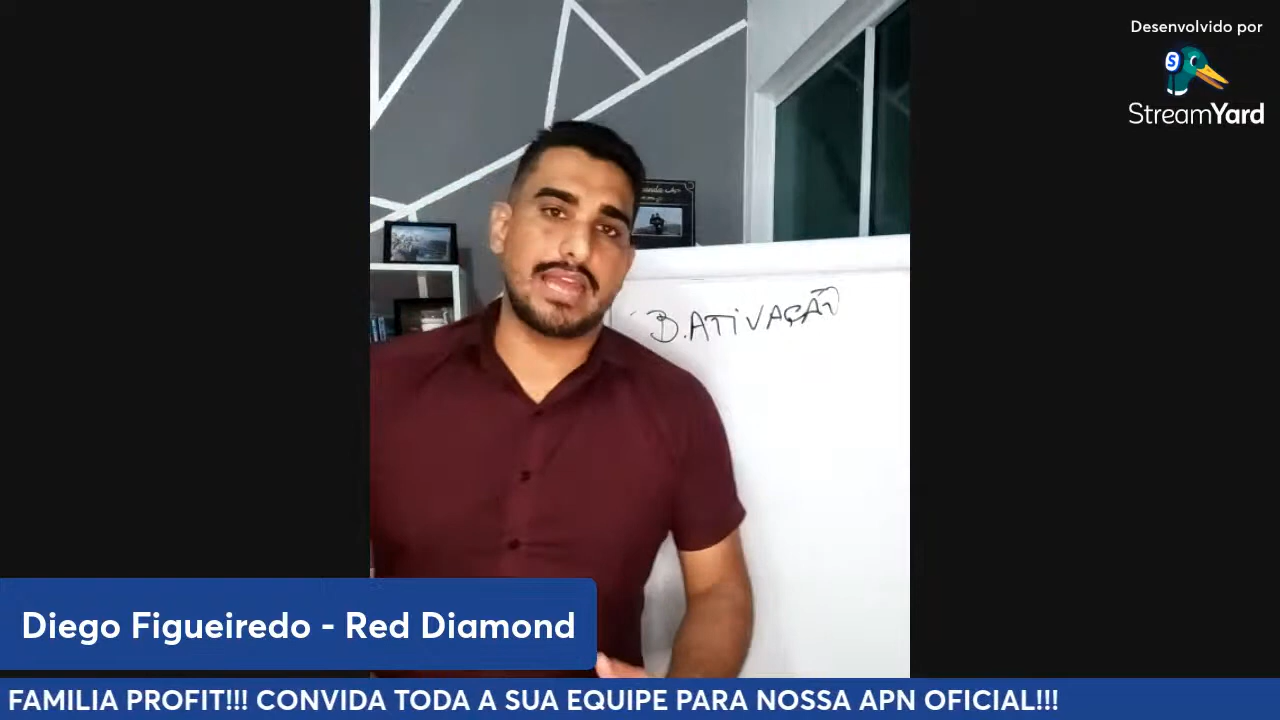 Desenvolvido por
StreamYard
B.ATIVAÇÃO
Diego Figueiredo - Red Diamond
FAMILIA PROFIT!!! CONVIDA TODA A SUA EQUIPE PARA NOSSA APN OFICIAL!!!